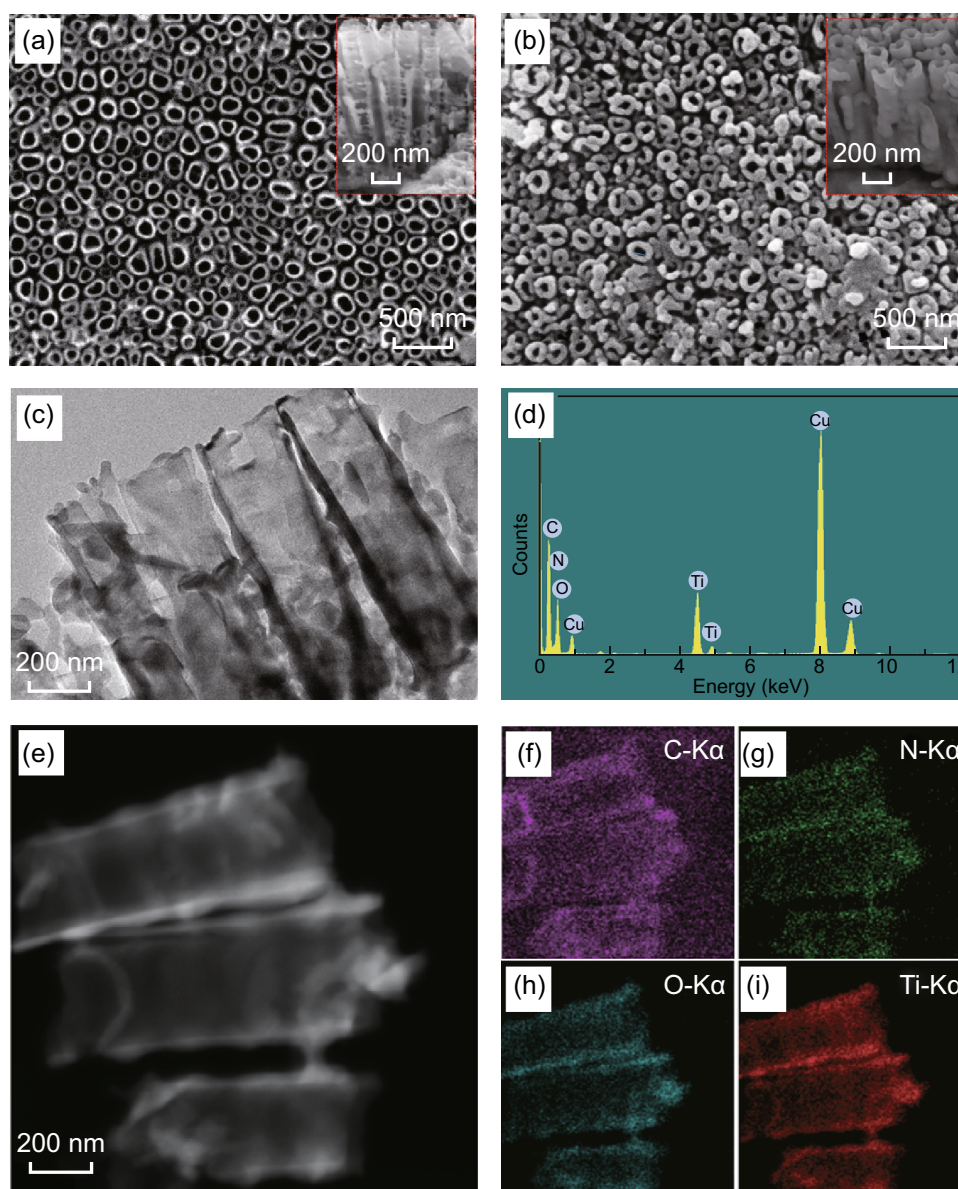 (a)
200 nm
500 nm
(b)
200 nm
500 nm
(c)
200 nm
(d)
Counts
C
N
O
Cu
Ti
Ti
Cu
Cu
0
2
4
6
8
10
Energy (keV)
(e)
200 nm
(f)
C-Kα
(g)
N-Kα
(h)
O-Kα
(i)
Ti-Kα